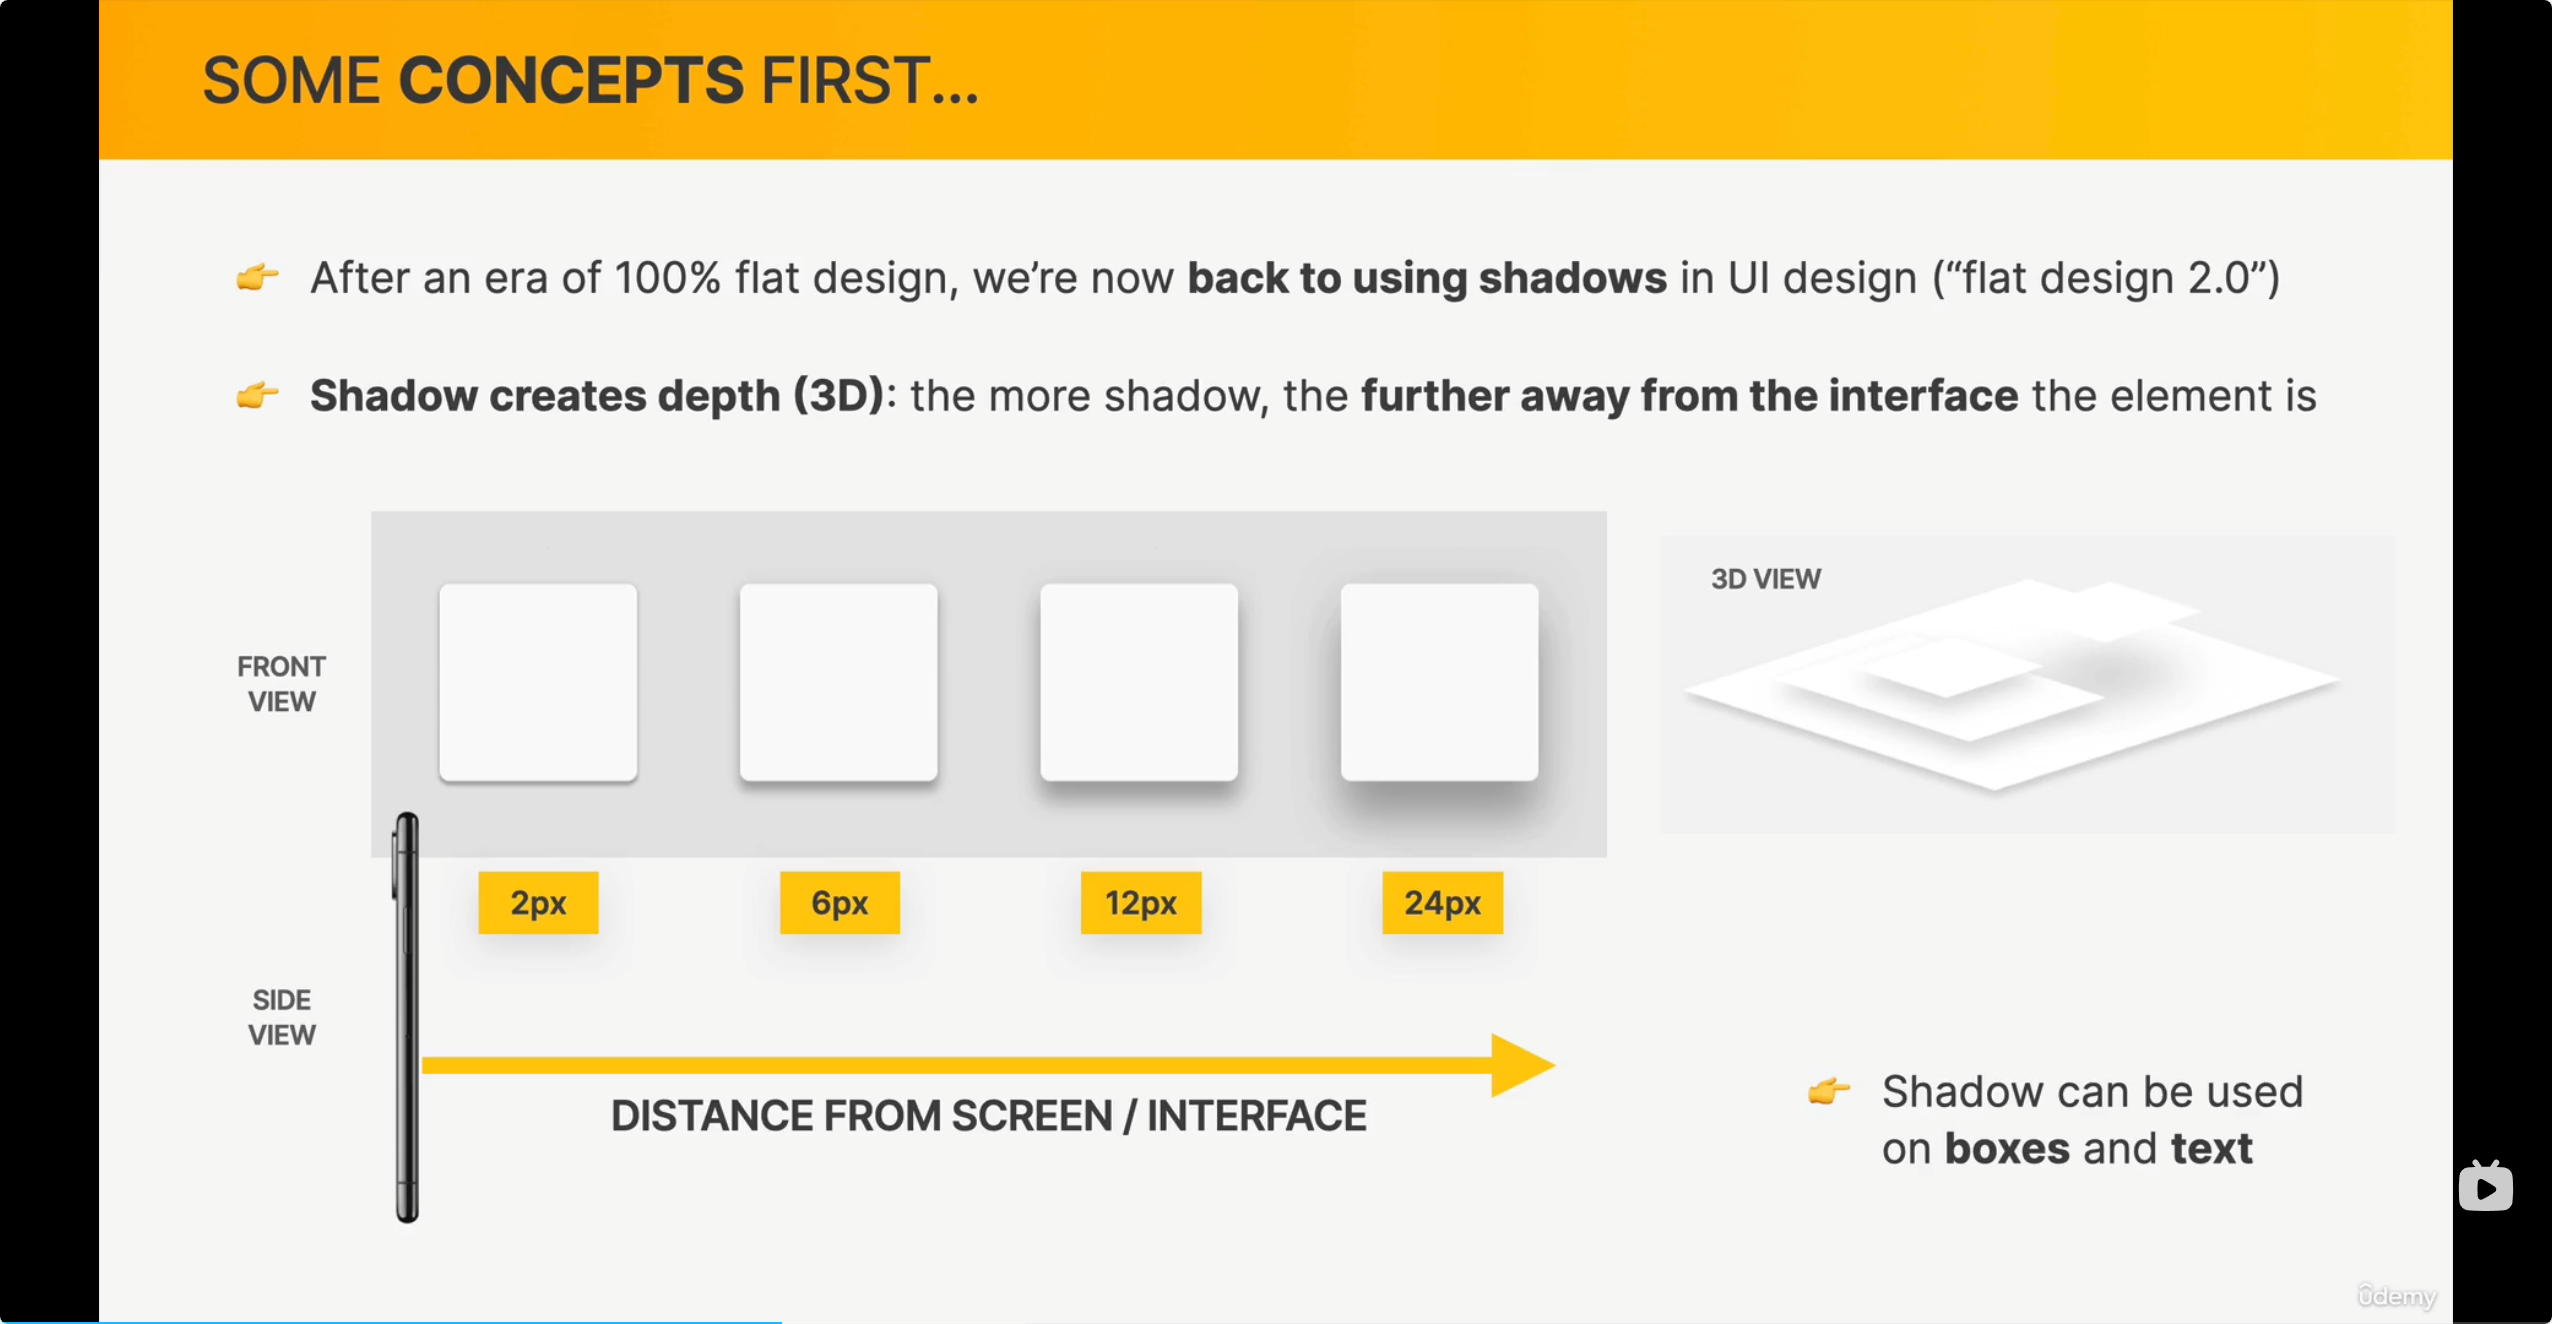 SOME CONCEPTS FIRST...
After an era of 100% flat design, we’re now back to using shadows in UI design (“flat design 2.0”)
Shadow creates depth (3D): the more shadow, the further away from the interface the element is
3D VIEW
FRONT
VIEW
2px
6px
12px
24px
SIDE
VIEW
DISTANCE FROM SCREEN / INTERFACE
Shadow can be used
on boxes and text
ûdemy